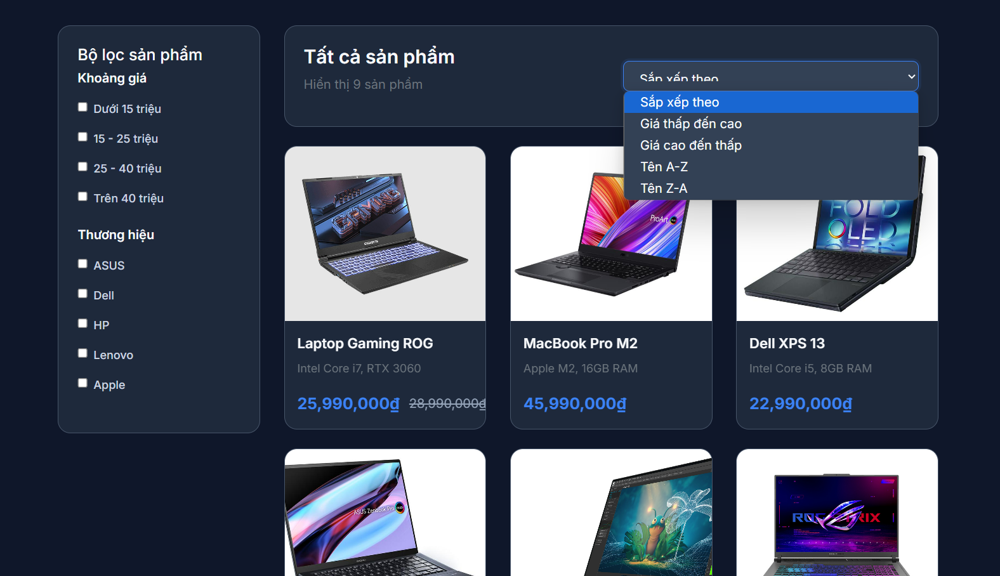 Bộ lọc sản phẩm
Khoảng giá
Dưới 15 triệu
15 - 25 triệu
25 - 40 triệu
Trên 40 triệu
Thương hiệu
ASUS
Dell
HP
Lenovo
Apple
Tất cả sản phẩm
Hiển thị 9 sản phẩm
Sắp xếp theo
Sắp xếp theo
Giá thấp đến cao
Giá cao đến thấp
Tên A-Z
Tên Z-A
GAMING
GIGABYTE
Laptop Gaming ROG
Intel Core i7, RTX 3060
25,990,000₫ 28,990,000₫
ProArt
MacBook Pro M2
Apple M2, 16GB RAM
45,990,000₫
FOLD
OLED
Dell XPS 13
Intel Core i5, 8GB RAM
22,990,000₫
ASUS Zenbook Pro